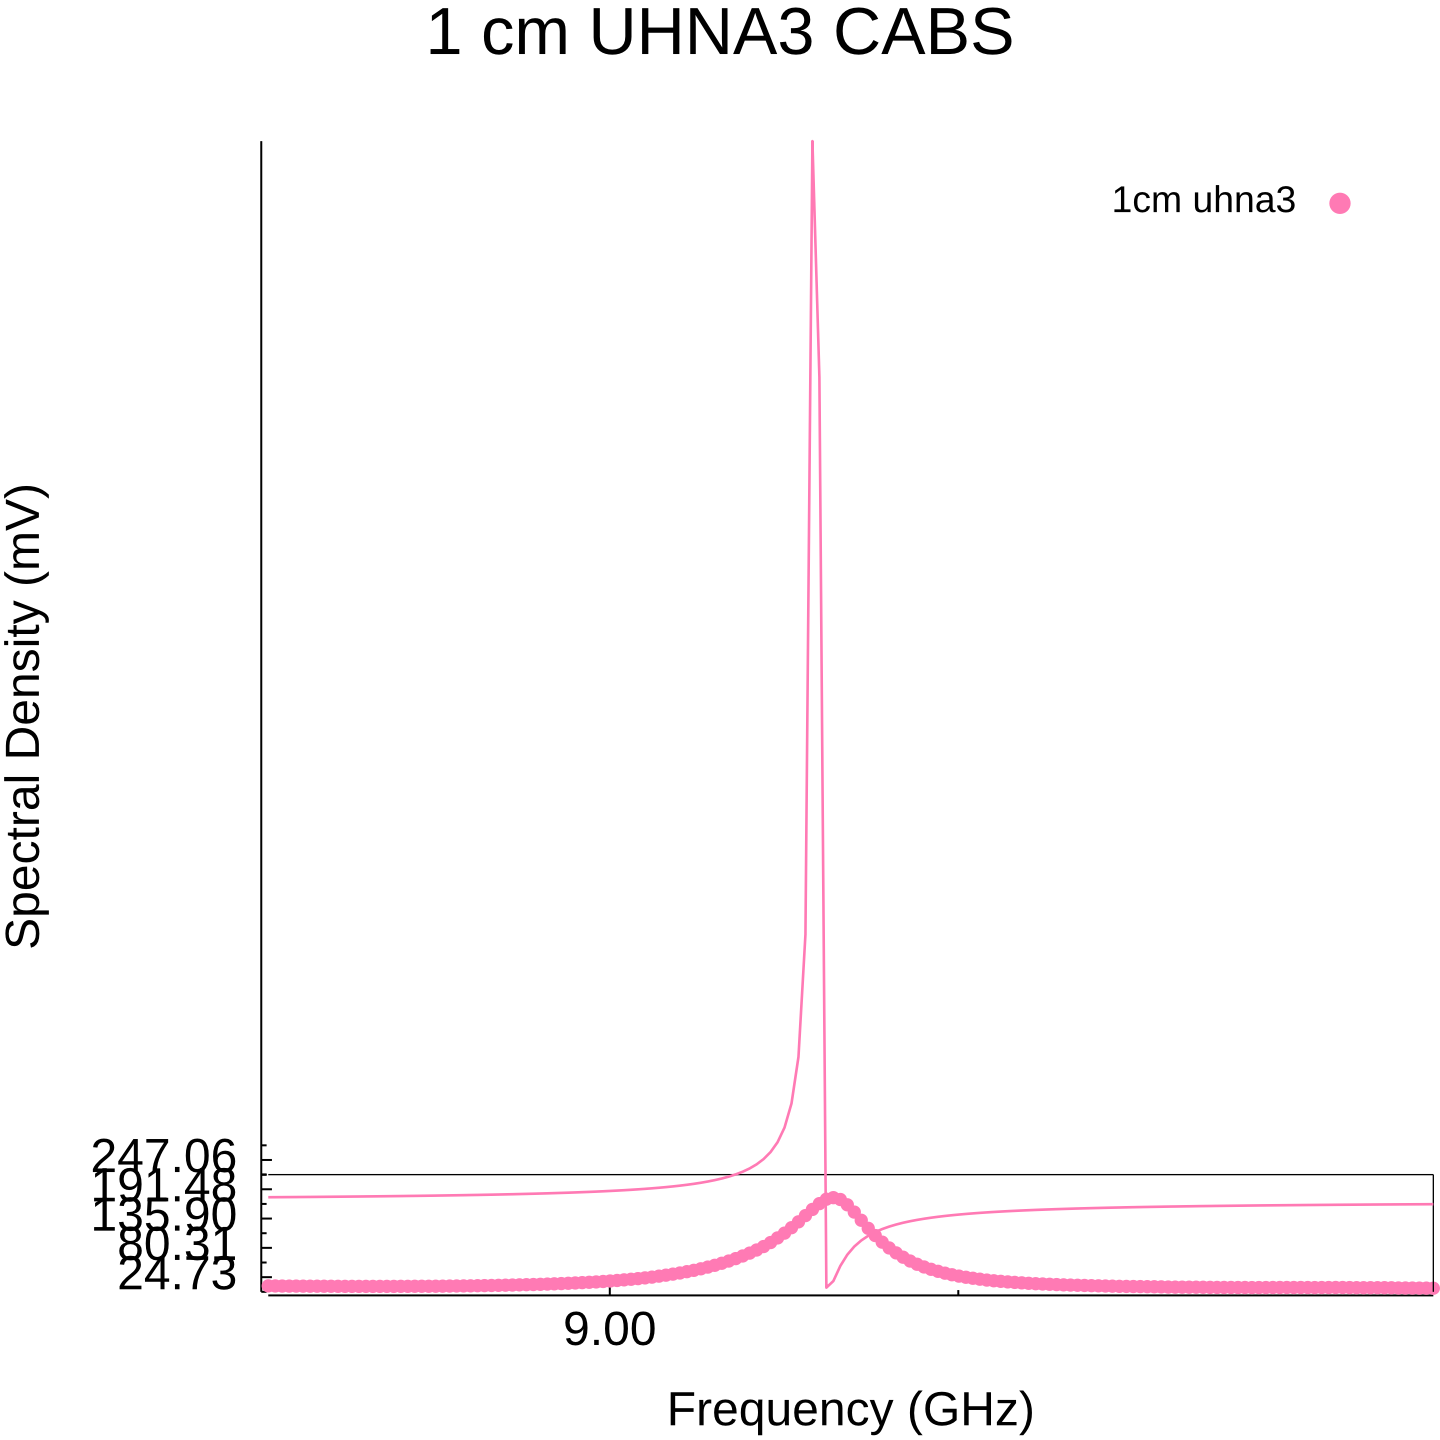 1 cm UHNA3 CABS
1cm uhna3
Spectral Density (mV)
247.06
191.48
135.90
80.31
24.73
9.00
Frequency (GHz)